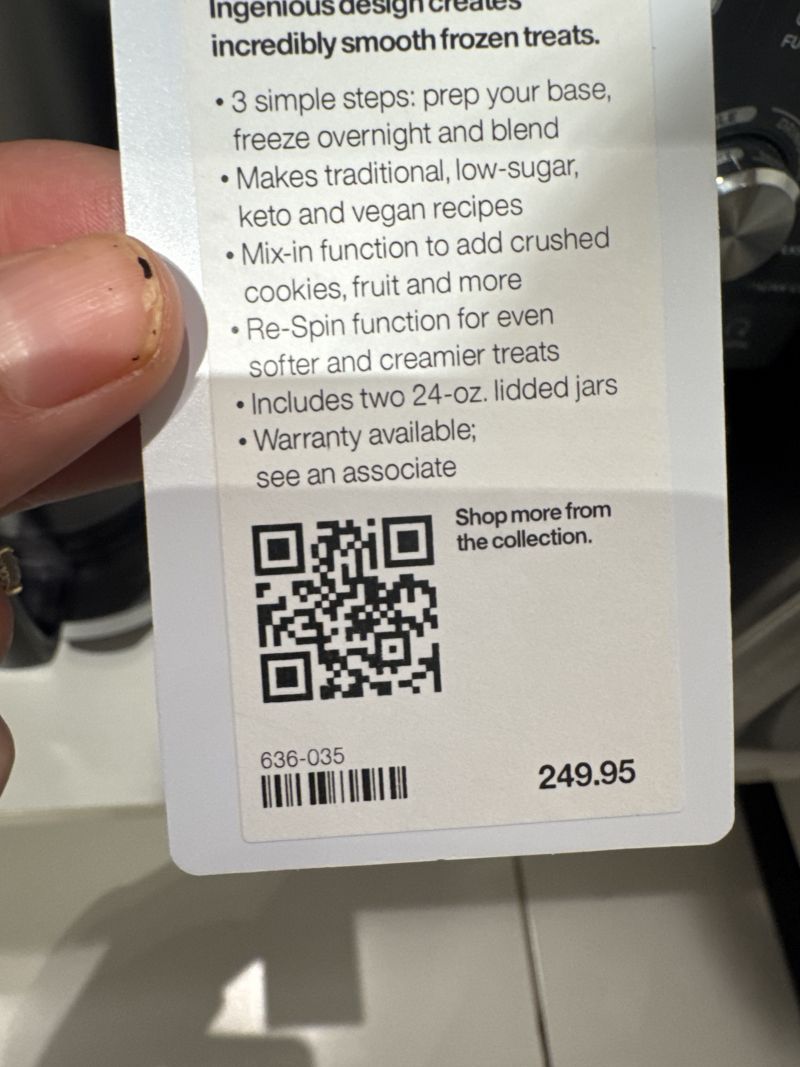 Ingenious design creates
incredibly smooth frozen treats.
• 3 simple steps: prep your base,
freeze overnight and blend
• Makes traditional, low-sugar,
keto and vegan recipes
• Mix-in function to add crushed
cookies, fruit and more
• Re-Spin function for even
softer and creamier treats
• Includes two 24-oz. lidded jars
• Warranty available;
see an associate
Shop more from
the collection.
636-035
249.95